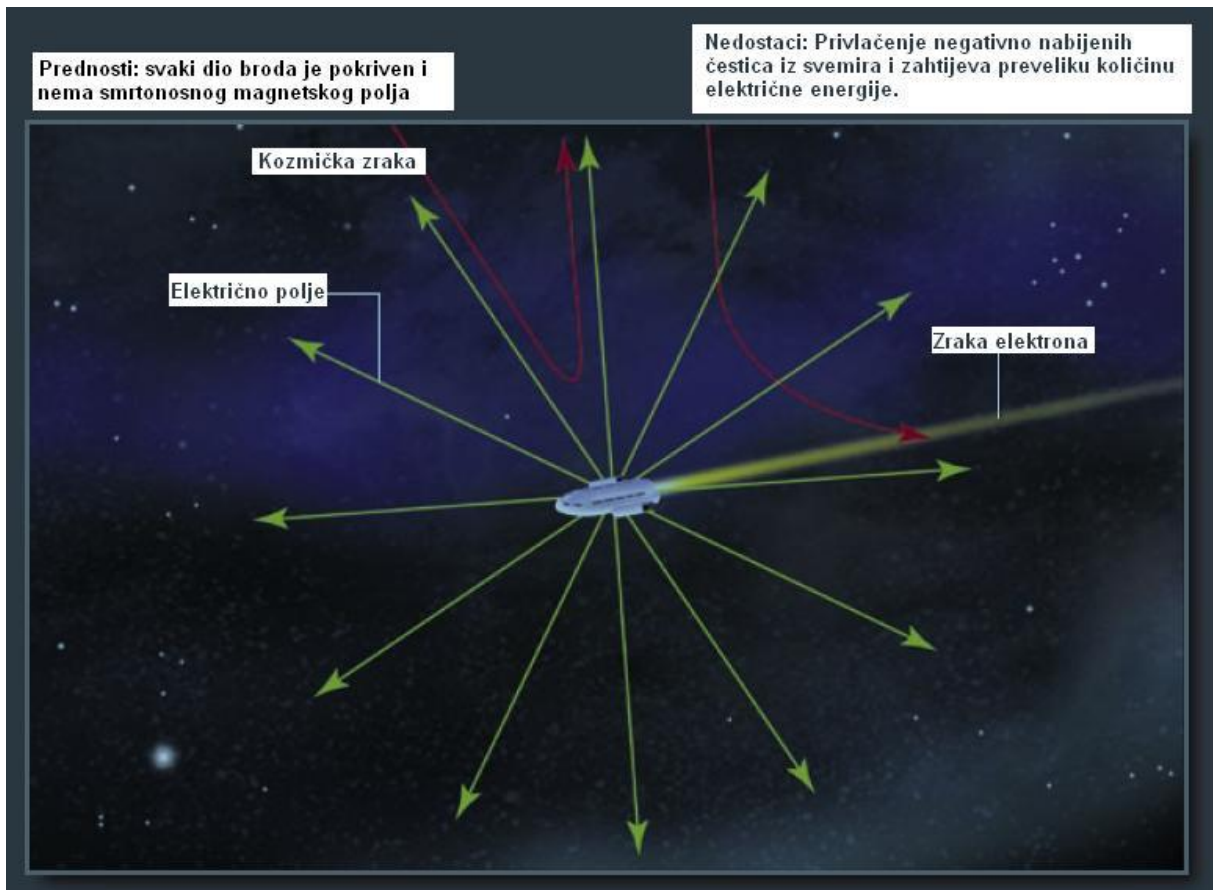 Prednosti: svaki dio broda je pokriven i
nema smrtonosnog magnetskog polja
Nedostaci: Privlačenje negativno nabijenih
čestica iz svemira i zahtijeva preveliku količinu
električne energije.
Kozmička zraka
Električno polje
Zraka elektrona